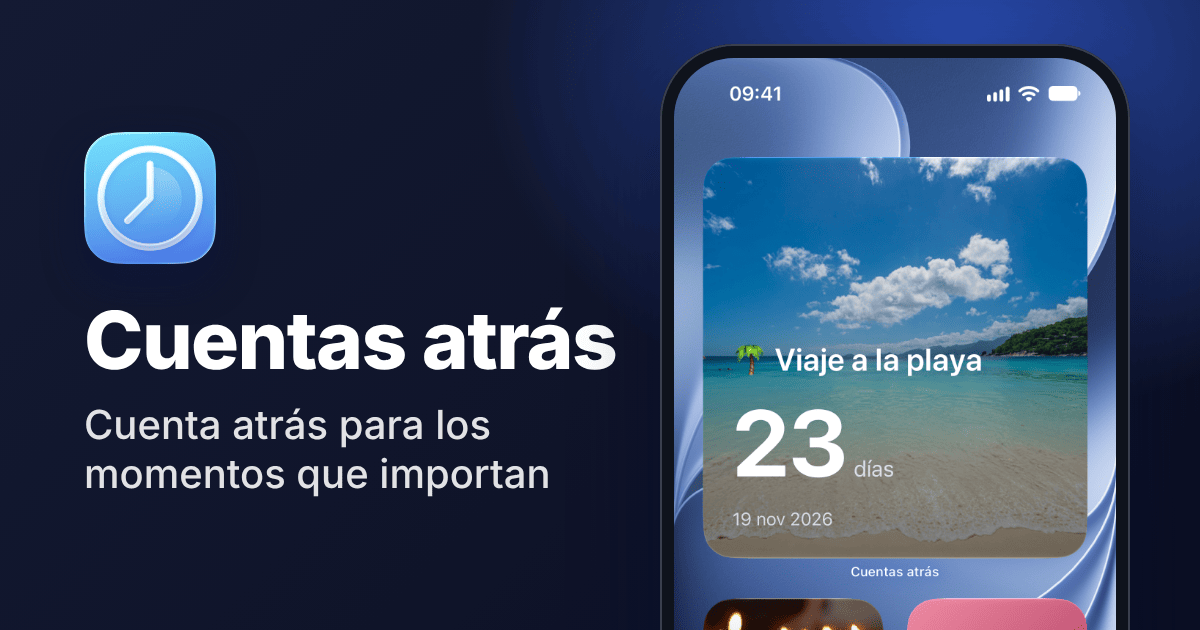 Cuentas atrás
Cuenta atrás para los
momentos que importan
09:41
🌴 Viaje a la playa
23 días
19 nov 2026
Cuentas atrás